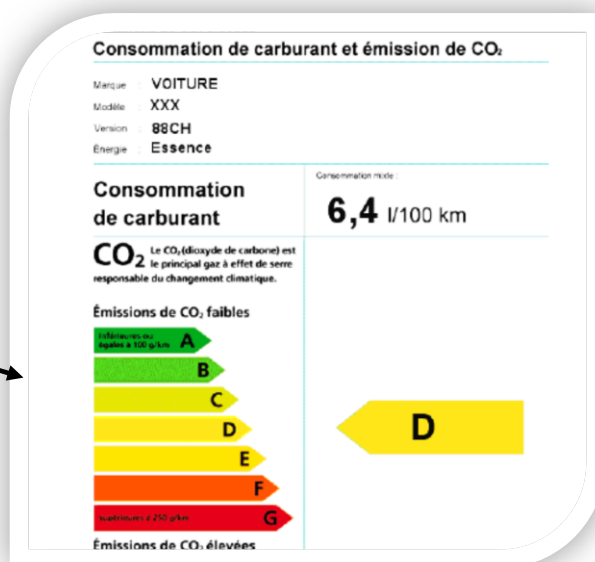 Consommation de carburant et émission de CO₂
Marque : VOITURE
Modèle : XXX
Version : 88CH
Énergie : Essence
Consommation de carburant
Consommation mixte :
6,4 l/100 km
CO₂ Le CO₂ (dioxyde de carbone) est
le principal gaz à effet de serre
responsable du changement climatique.
Émissions de CO₂ faibles
Inférieures ou
égales à 100 g/km A
B
C
D
D
E
F
Supérieures à 250 g/km G
Émissions de CO₂ élevées